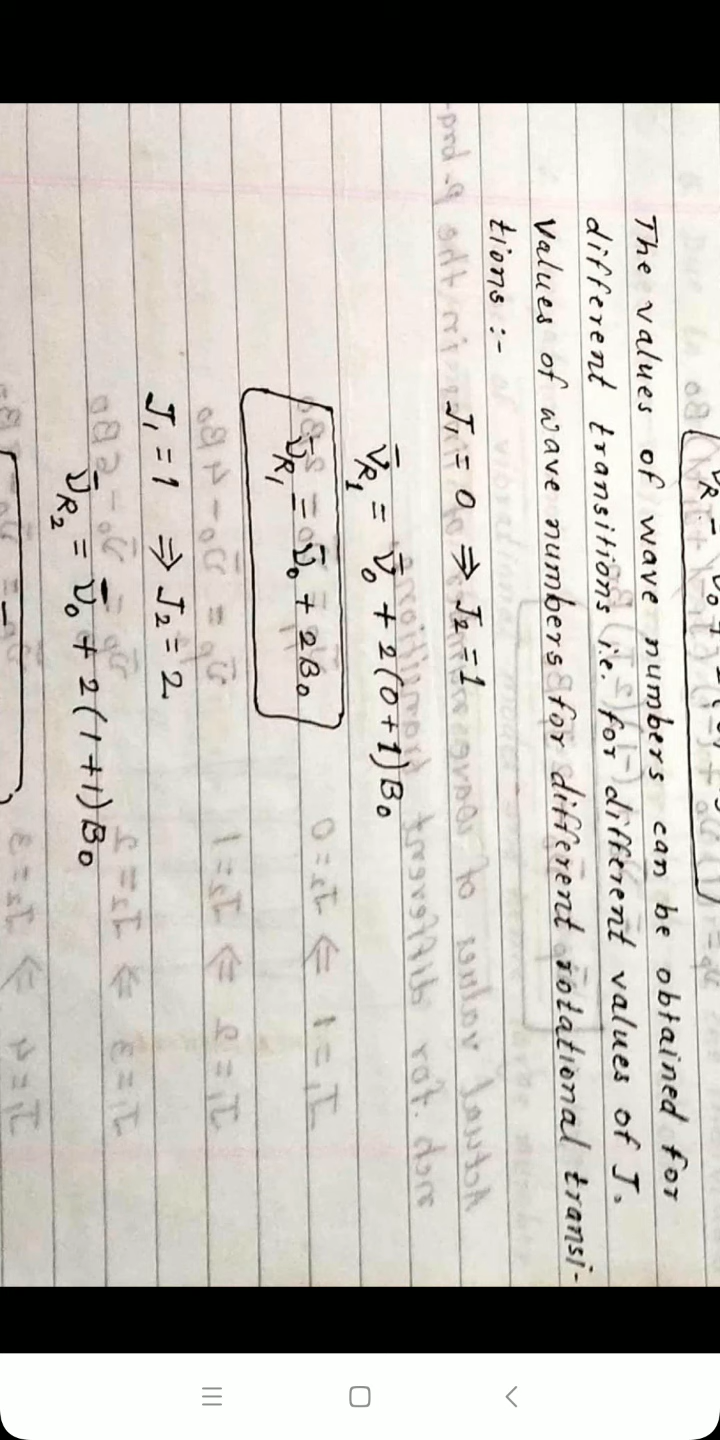 The values of wave numbers can be obtained for
different transitions i.e. for different values of J.
Values of wave numbers for different rotational transi-
tions :-
J₁ = 0 ⇒ J₂ = 1
ν̄R₁ = ν̄₀ + 2(0+1)B₀
ν̄R₁ = ν̄₀ + 2B₀
J₁ = 1 ⇒ J₂ = 2
ν̄R₂ = ν̄₀ + 2(1+1)B₀